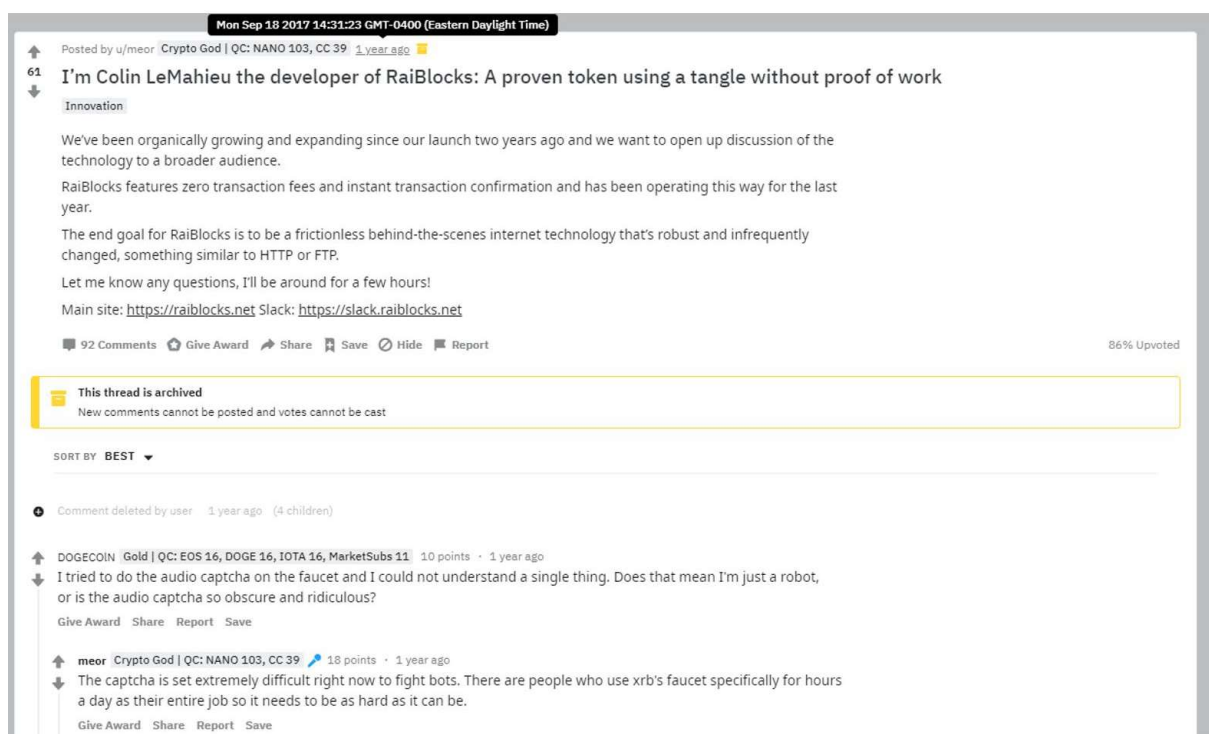 Mon Sep 18 2017 14:31:23 GMT-0400 (Eastern Daylight Time)
Posted by u/meor Crypto God | QC: NANO 103, CC 39 1 year ago
61
I'm Colin LeMahieu the developer of RaiBlocks: A proven token using a tangle without proof of work
Innovation
We've been organically growing and expanding since our launch two years ago and we want to open up discussion of the
technology to a broader audience.
RaiBlocks features zero transaction fees and instant transaction confirmation and has been operating this way for the last
year.
The end goal for RaiBlocks is to be a frictionless behind-the-scenes internet technology that's robust and infrequently
changed, something similar to HTTP or FTP.
Let me know any questions, I'll be around for a few hours!
Main site: https://raiblocks.net Slack: https://slack.raiblocks.net
92 Comments Give Award Share Save Hide Report 86% Upvoted
This thread is archived
New comments cannot be posted and votes cannot be cast
SORT BY BEST
Comment deleted by user 1 year ago (4 children)
DOGECOIN Gold | QC: EOS 16, DOGE 16, IOTA 16, MarketSubs 11 10 points · 1 year ago
I tried to do the audio captcha on the faucet and I could not understand a single thing. Does that mean I'm just a robot,
or is the audio captcha so obscure and ridiculous?
Give Award Share Report Save
meor Crypto God | QC: NANO 103, CC 39 18 points · 1 year ago
The captcha is set extremely difficult right now to fight bots. There are people who use xrb's faucet specifically for hours
a day as their entire job so it needs to be as hard as it can be.
Give Award Share Report Save